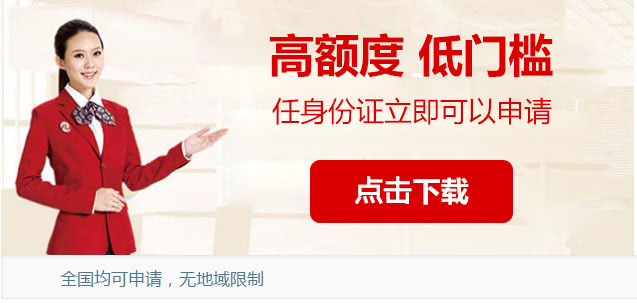 高额度 低门槛
任身份证立即可以申请
点击下载
全国均可申请，无地域限制